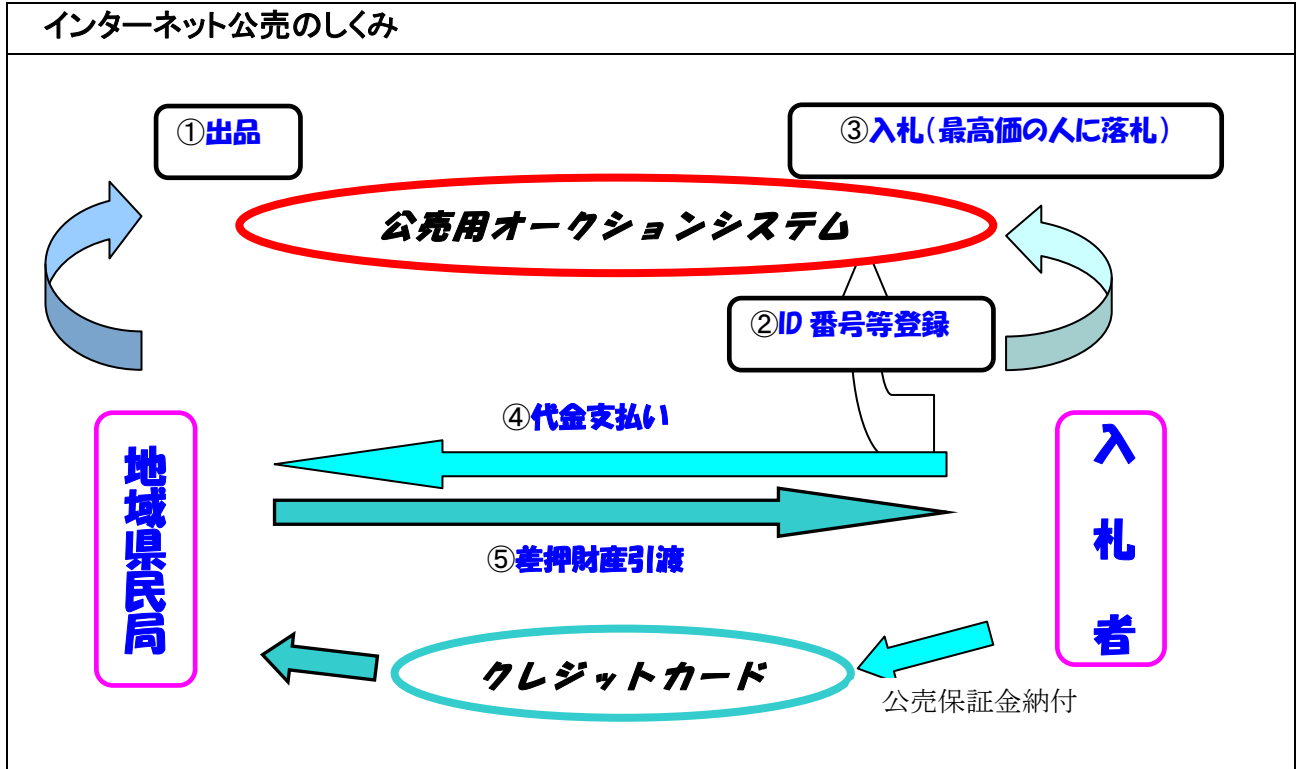 インターネット公売のしくみ
①出品
③入札(最高価の人に落札)
公売用オークションシステム
②ID 番号等登録
④代金支払い
地域県民局
入札者
⑤差押財産引渡
クレジットカード
公売保証金納付